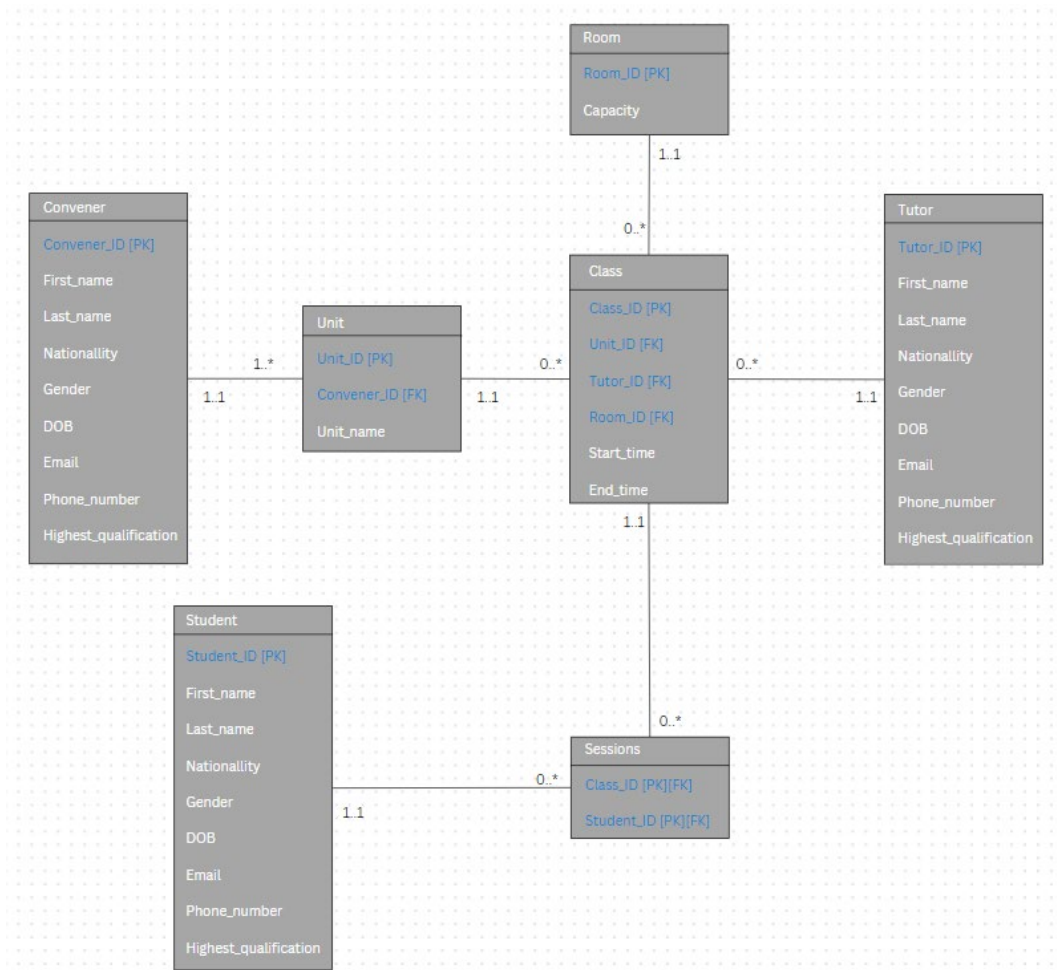 Room
Room_ID [PK]
Capacity
1..1
0..*
Convener
Convener_ID [PK]
First_name
Last_name
Nationallity
Gender
DOB
Email
Phone_number
Highest_qualification
1..*
1..1
Unit
Unit_ID [PK]
Convener_ID [FK]
Unit_name
0..*
1..1
Class
Class_ID [PK]
Unit_ID [FK]
Tutor_ID [FK]
Room_ID [FK]
Start_time
End_time
0..*
1..1
Tutor
Tutor_ID [PK]
First_name
Last_name
Nationallity
Gender
DOB
Email
Phone_number
Highest_qualification
1..1
0..*
Student
Student_ID [PK]
First_name
Last_name
Nationallity
Gender
DOB
Email
Phone_number
Highest_qualification
1..1
0..*
Sessions
Class_ID [PK][FK]
Student_ID [PK][FK]